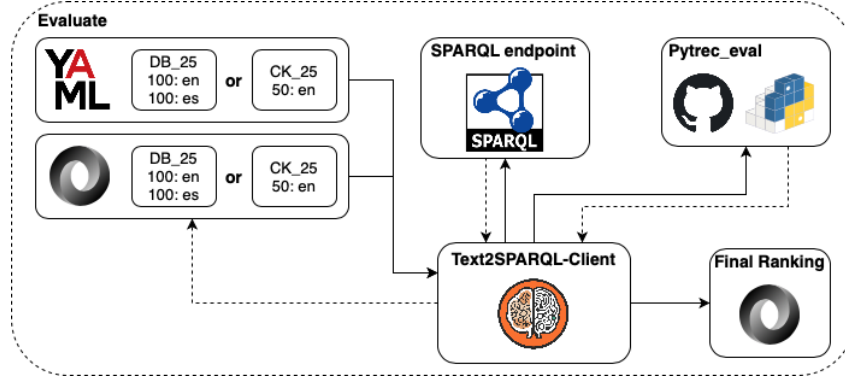 Evaluate
YA
ML
DB_25
100: en
100: es
or
CK_25
50: en
DB_25
100: en
100: es
or
CK_25
50: en
SPARQL endpoint
SPARQL
Pytrec_eval
Text2SPARQL-Client
Final Ranking